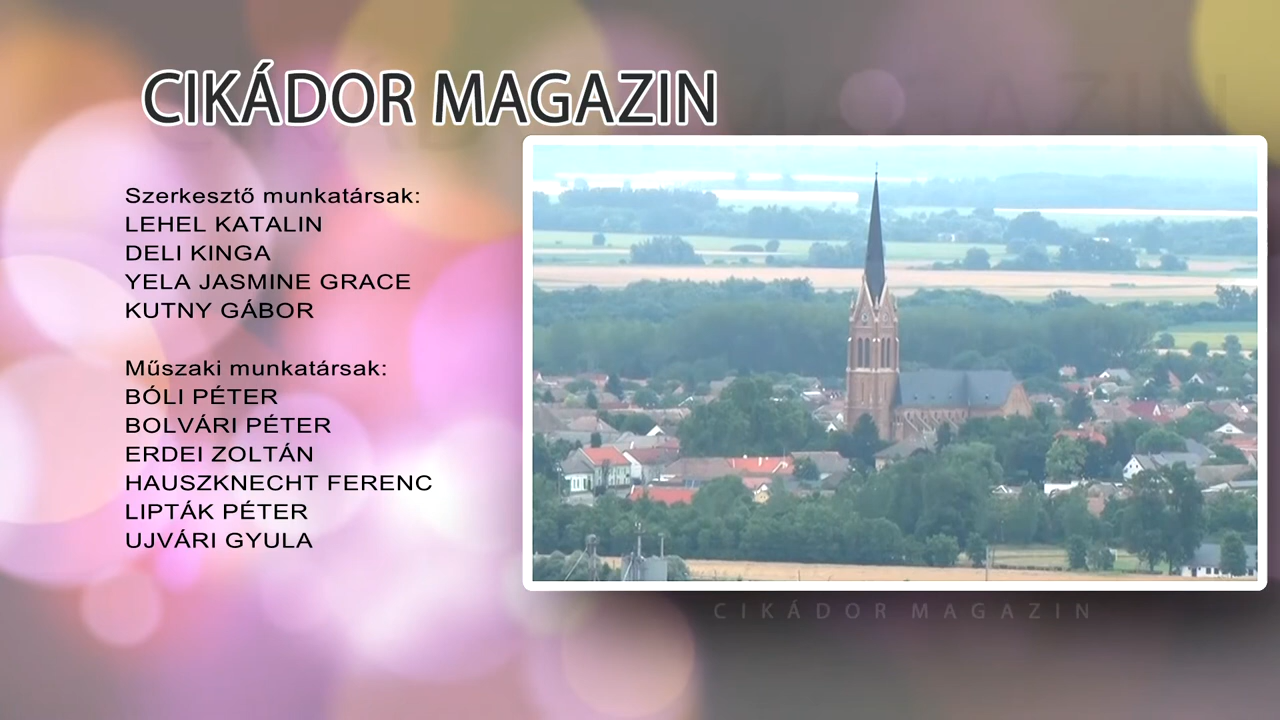 CIKÁDOR MAGAZIN
Szerkesztő munkatársak:
LEHEL KATALIN
DELI KINGA
YELA JASMINE GRACE
KUTNY GÁBOR
Műszaki munkatársak:
BÓLI PÉTER
BOLVÁRI PÉTER
ERDEI ZOLTÁN
HAUSZKNECHT FERENC
LIPTÁK PÉTER
UJVÁRI GYULA
CIKÁDOR MAGAZIN